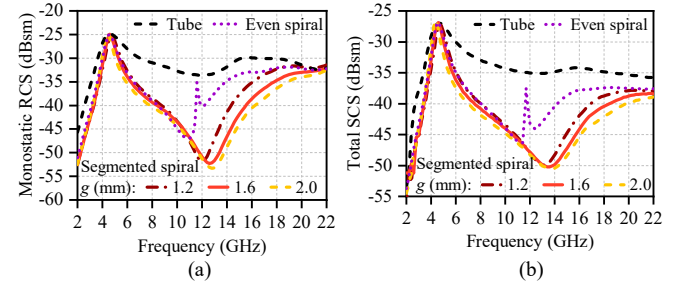 Tube
Even spiral
Segmented spiral
g (mm):
1.2
1.6
2.0
Monostatic RCS (dBsm)
-20
-25
-30
-35
-40
-45
-50
-55
-60
2 4 6 8 10 12 14 16 18 20 22
Frequency (GHz)
(a)
Tube
Even spiral
Segmented spiral
g (mm):
1.2
1.6
2.0
Total SCS (dBsm)
-25
-30
-35
-40
-45
-50
-55
2 4 6 8 10 12 14 16 18 20 22
Frequency (GHz)
(b)